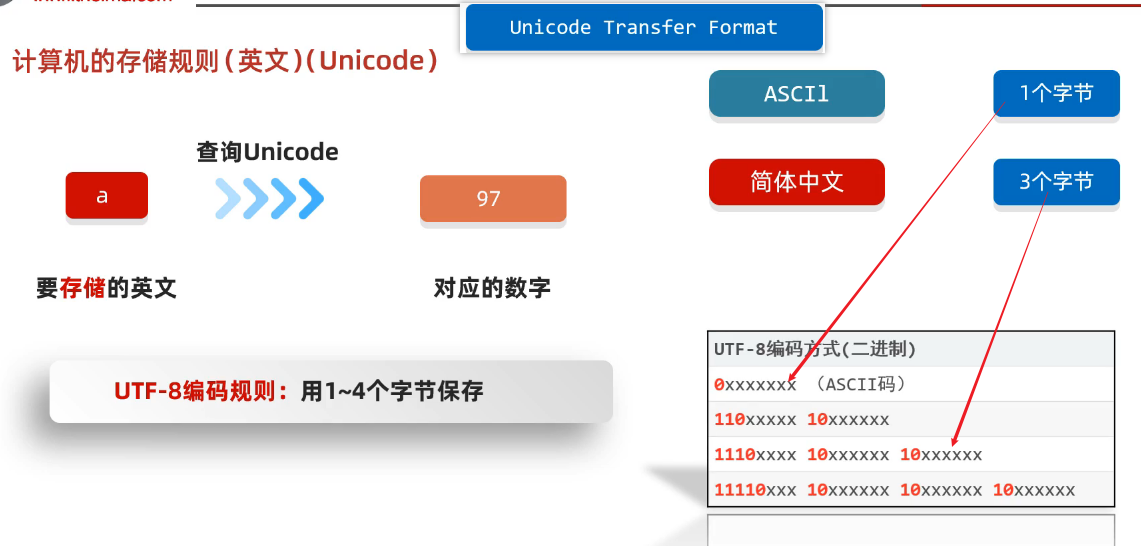 Unicode Transfer Format
计算机的存储规则(英文)(Unicode)
ASCIl
1个字节
查询Unicode
简体中文
3个字节
a
97
要存储的英文
对应的数字
UTF-8编码方式(二进制)
0xxxxxxx （ASCII码）
UTF-8编码规则：用1~4个字节保存
110xxxxx 10xxxxxx
1110xxxx 10xxxxxx 10xxxxxx
11110xxx 10xxxxxx 10xxxxxx 10xxxxxx